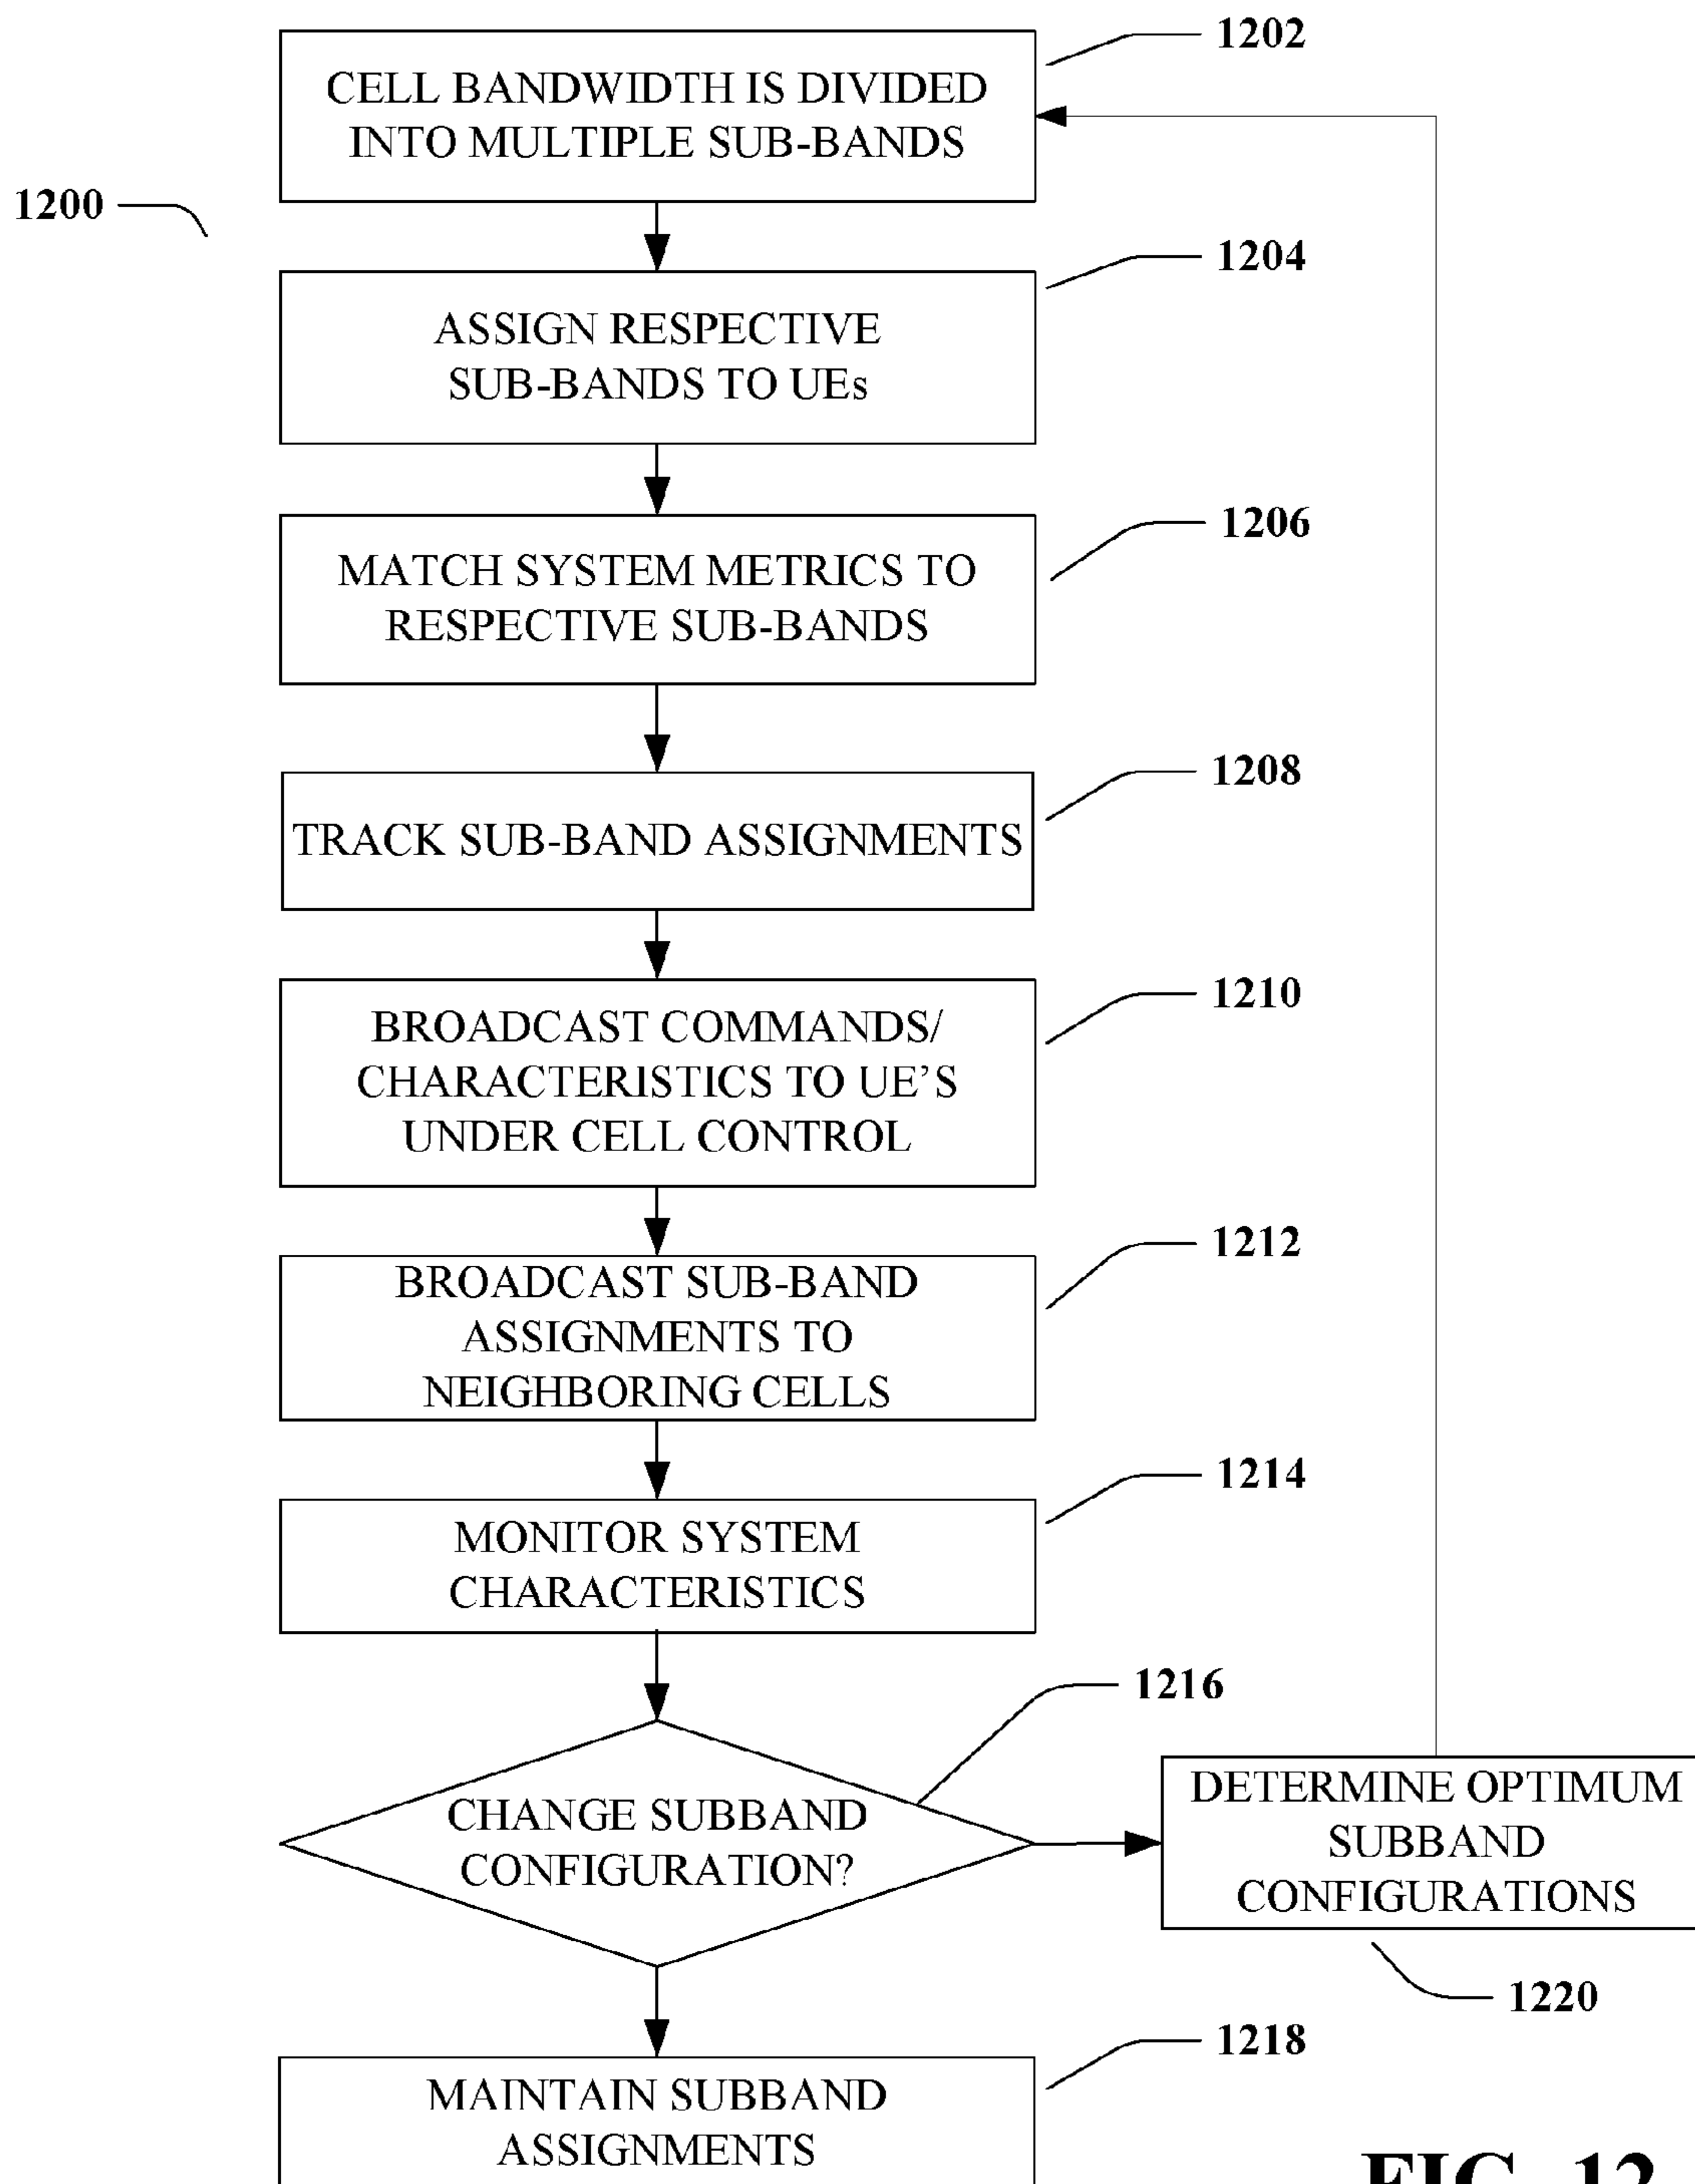 1202
CELL BANDWIDTH IS DIVIDED
INTO MULTIPLE SUB-BANDS
1200
1204
ASSIGN RESPECTIVE
SUB-BANDS TO UEs
1206
MATCH SYSTEM METRICS TO
RESPECTIVE SUB-BANDS
1208
TRACK SUB-BAND ASSIGNMENTS
1210
BROADCAST COMMANDS/
CHARACTERISTICS TO UE’S
UNDER CELL CONTROL
1212
BROADCAST SUB-BAND
ASSIGNMENTS TO
NEIGHBORING CELLS
1214
MONITOR SYSTEM
CHARACTERISTICS
1216
CHANGE SUBBAND
CONFIGURATION?
DETERMINE OPTIMUM
SUBBAND
CONFIGURATIONS
1220
1218
MAINTAIN SUBBAND
ASSIGNMENTS
FIG. 12